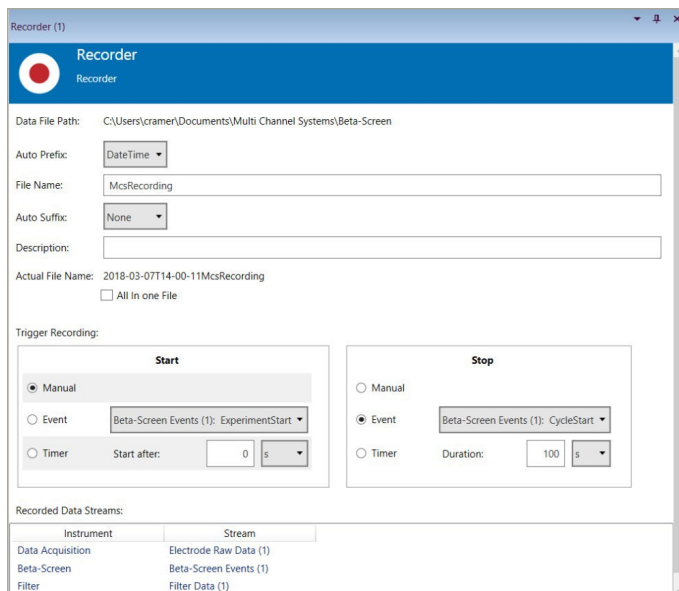 Recorder (1)
Recorder
Recorder
Data File Path: C:\Users\cramer\Documents\Multi Channel Systems\Beta-Screen
Auto Prefix: DateTime
File Name: McsRecording
Auto Suffix: None
Description:
Actual File Name: 2018-03-07T14-00-11McsRecording
All In one File
Trigger Recording:
Start
Manual
Event Beta-Screen Events (1): ExperimentStart
Timer Start after: 0 s
Stop
Manual
Event Beta-Screen Events (1): CycleStart
Timer Duration: 100 s
Recorded Data Streams:
Instrument Stream
Data Acquisition Electrode Raw Data (1)
Beta-Screen Beta-Screen Events (1)
Filter Filter Data (1)